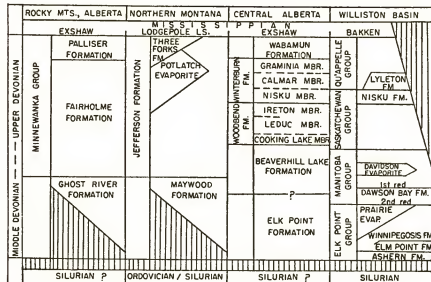 ROCKY MTS., ALBERTA NORTHERN MONTANA CENTRAL ALBERTA WILLISTON BASIN
MISSISSIPPIAN
EXSHAW LODGEPOLE LS. EXSHAW BAKKEN
UPPER DEVONIAN
MIDDLE DEVONIAN
MINNEWANKA GROUP
PALLISER
FORMATION
FAIRHOLME
FORMATION
GHOST RIVER
FORMATION
SILURIAN ?
JEFFERSON FORMATION
THREE
FORKS
FM.
POTLATCH
EVAPORITE
MAYWOOD
FORMATION
ORDOVICIAN / SILURIAN
WABAMUN
FORMATION
WINTERBURN
FM.
GRAMINIA MBR.
CALMAR MBR.
NISKU MBR.
WOODBEND
FM.
IRETON MBR.
LEDUC MBR.
COOKING LAKE MBR.
BEAVERHILL LAKE
FORMATION
?
ELK POINT
FORMATION
SILURIAN ?
QU'APPELLE
GROUP
LYLETON
FM
SASKATCHEWAN
GROUP
NISKU FM.
MANITOBA
GROUP
DAVIDSON
EVAPORITE
1st red
DAWSON BAY FM.
2nd red
ELK POINT
GROUP
PRAIRIE
EVAP.
WINNIPEGOSIS FM
ELM POINT FM
ASHERN FM.
SILURIAN